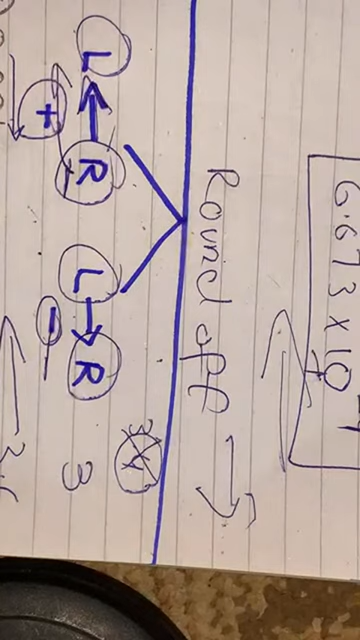 6.673 × 10
Round off →
L ← R L → R
+ -
3